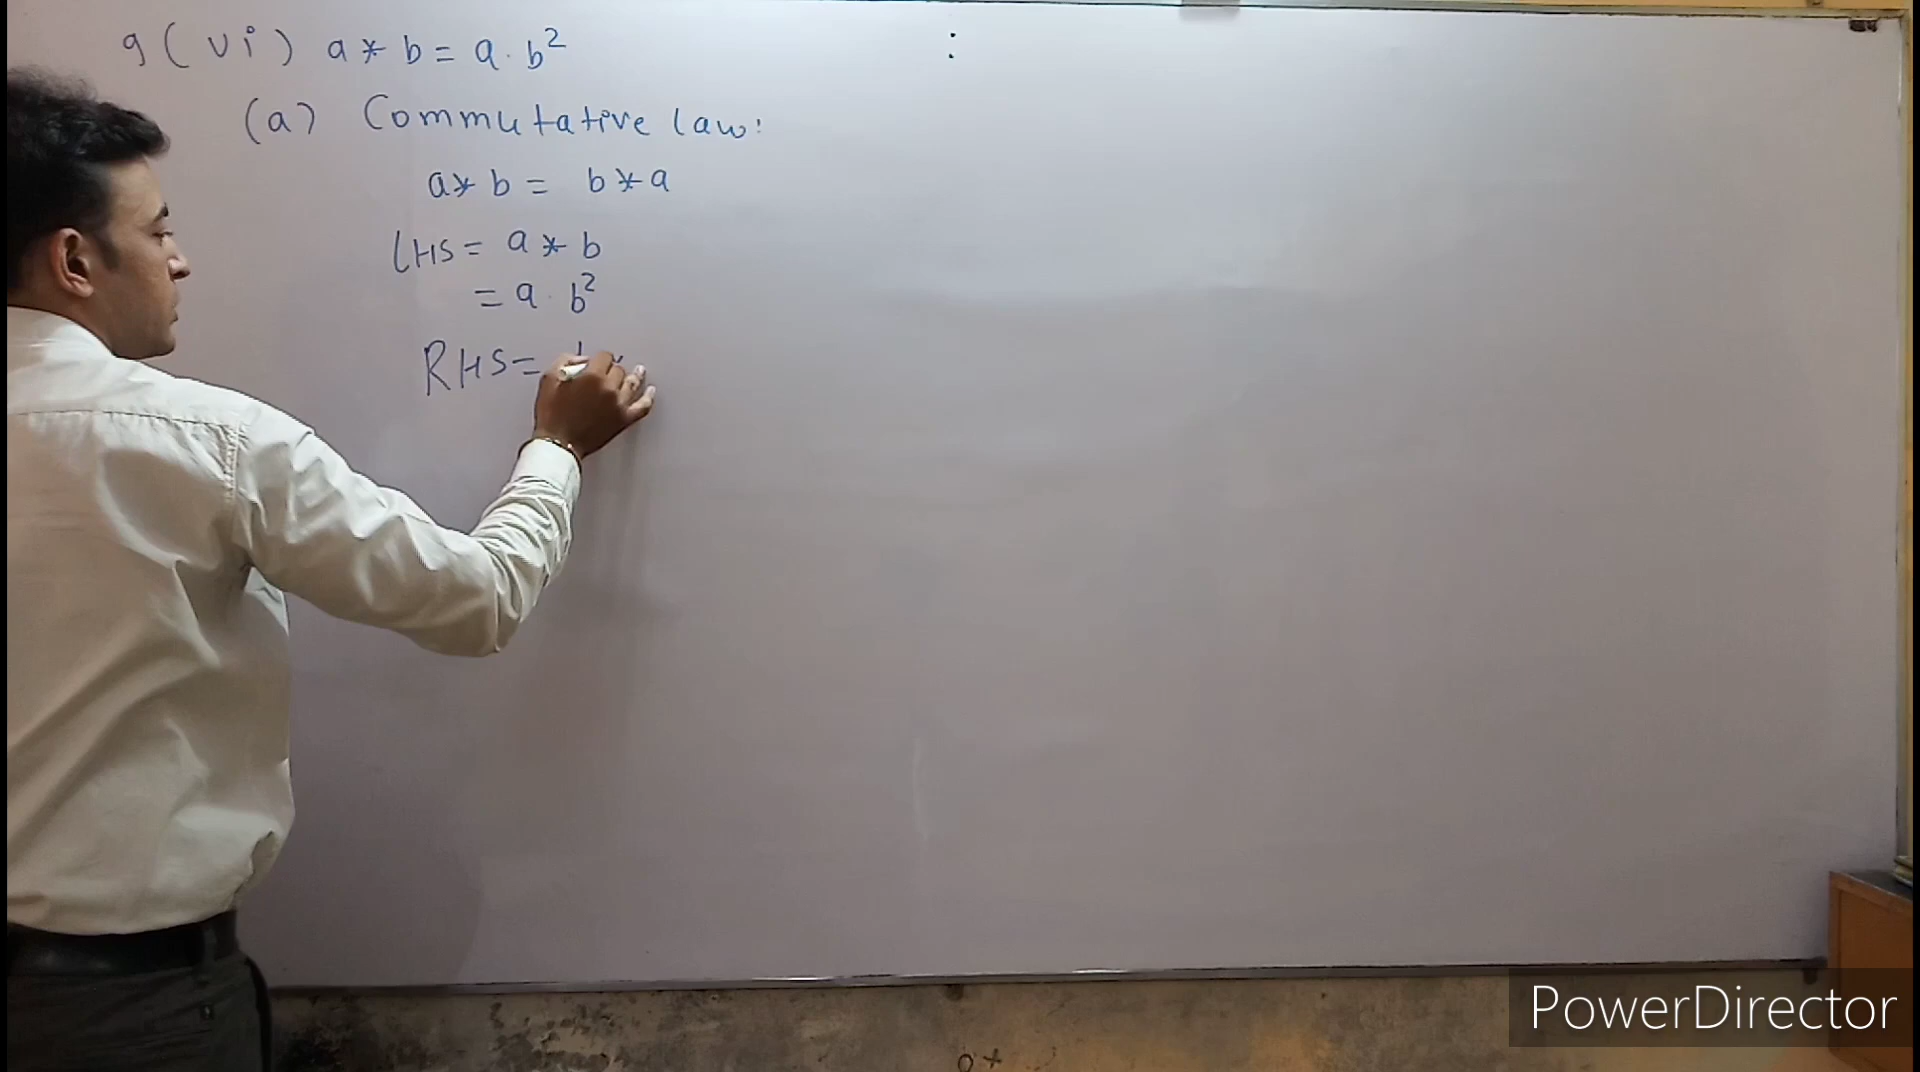 9(vi) a * b = a . b²
(a) Commutative law:
a * b = b * a
LHS = a * b
= a . b²
RHS =
:
PowerDirector